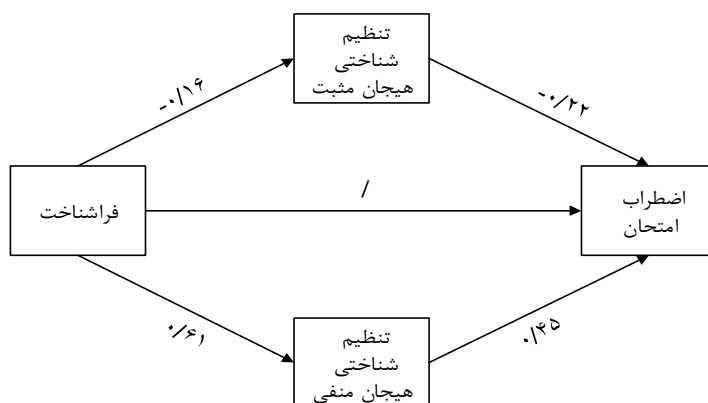 تنظیم
شناختی
هیجان مثبت
-۰/۱۶
-۰/۲۲
فراشناخت
/
اضطراب
امتحان
۰/۶۱
۰/۴۵
تنظیم
شناختی
هیجان منفی